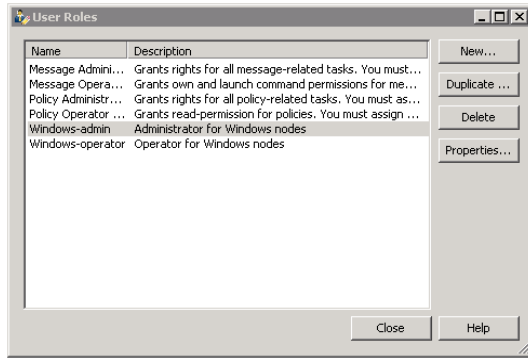 User Roles
Name Description
Message Admini... Grants rights for all message-related tasks. You must...
Message Opera... Grants own and launch command permissions for me...
Policy Administr... Grants rights for all policy-related tasks. You must as...
Policy Operator ... Grants read-permission for policies. You must assign ...
Windows-admin Administrator for Windows nodes
Windows-operator Operator for Windows nodes
New...
Duplicate ...
Delete
Properties...
Close Help